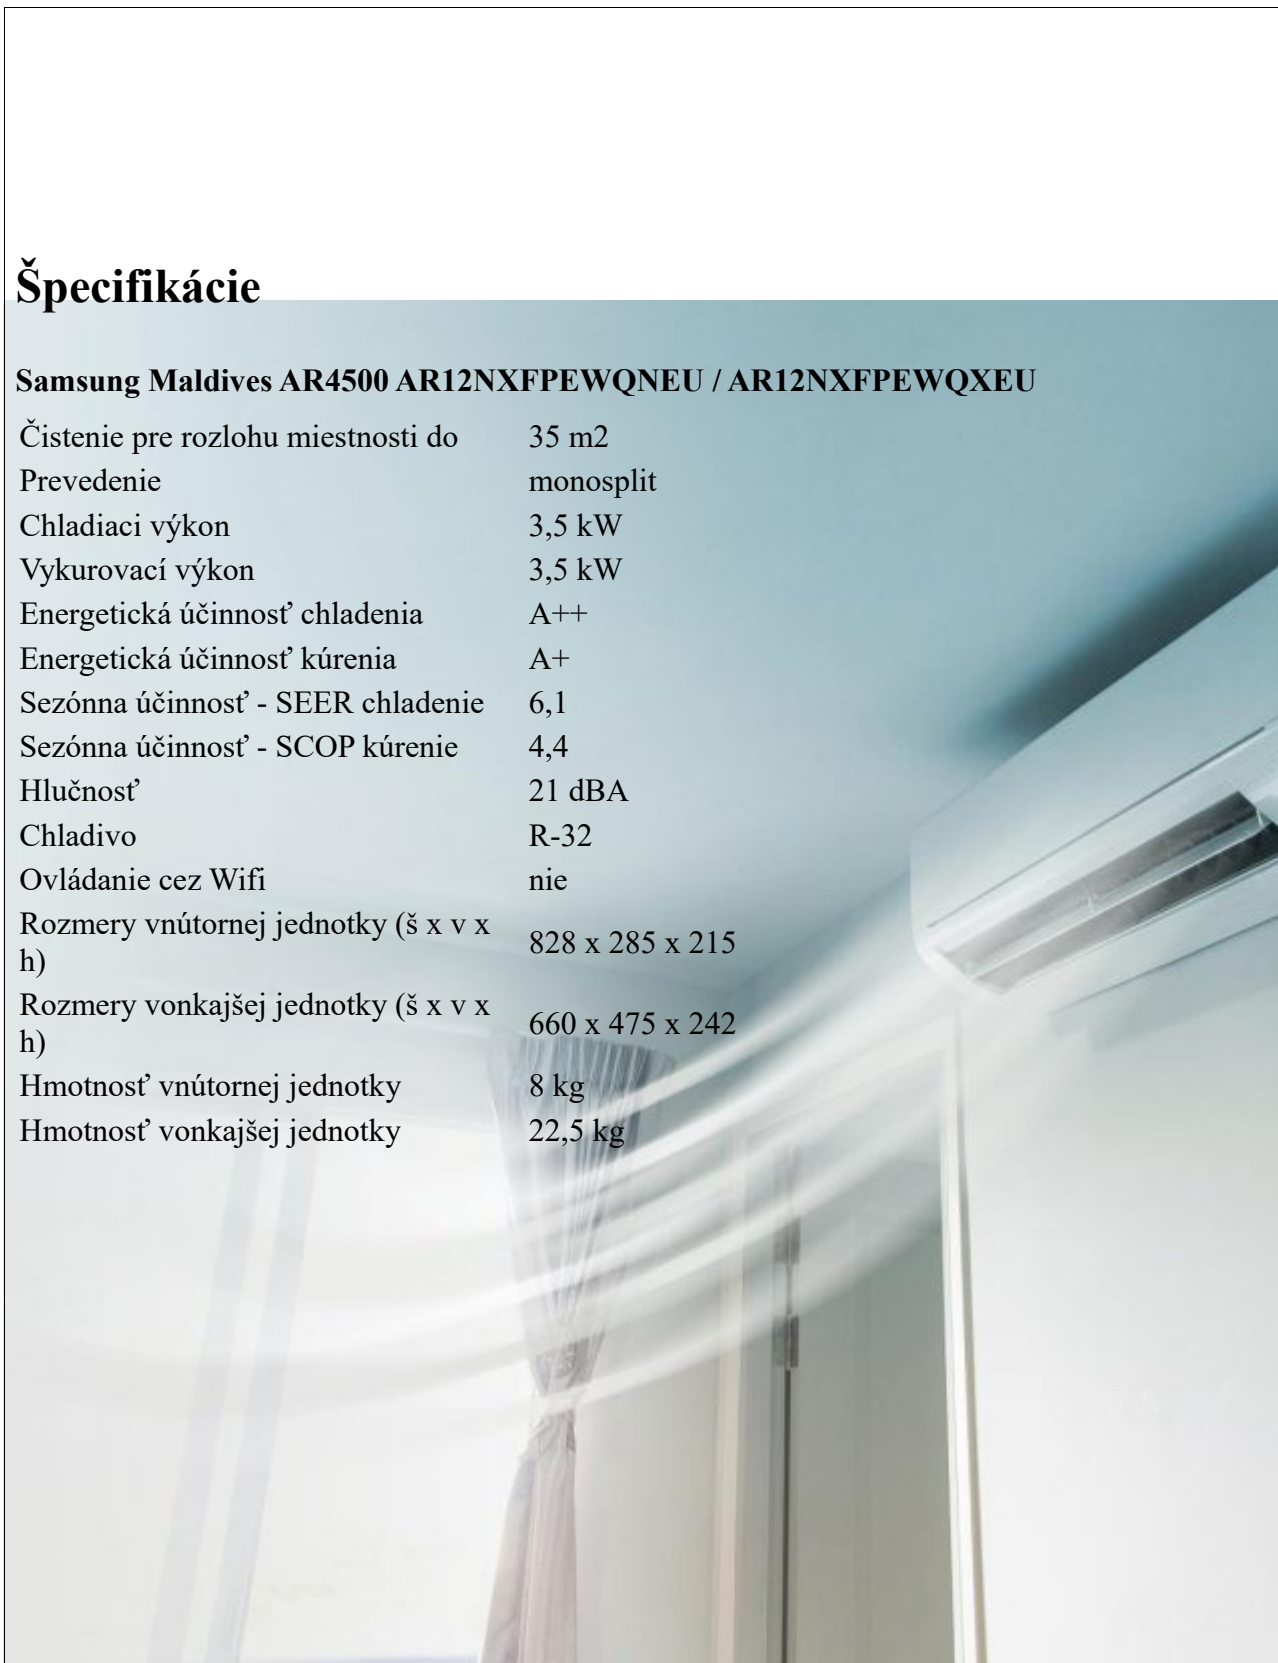 Špecifikácie
Samsung Maldives AR4500 AR12NXFPEWQNEU / AR12NXFPEWQXEU
Čistenie pre rozlohu miestnosti do 35 m2
Prevedenie monosplit
Chladiaci výkon 3,5 kW
Vykurovací výkon 3,5 kW
Energetická účinnosť chladenia A++
Energetická účinnosť kúrenia A+
Sezónna účinnosť - SEER chladenie 6,1
Sezónna účinnosť - SCOP kúrenie 4,4
Hlučnosť 21 dBA
Chladivo R-32
Ovládanie cez Wifi nie
Rozmery vnútornej jednotky (š x v x
h) 828 x 285 x 215
Rozmery vonkajšej jednotky (š x v x
h) 660 x 475 x 242
Hmotnosť vnútornej jednotky 8 kg
Hmotnosť vonkajšej jednotky 22,5 kg